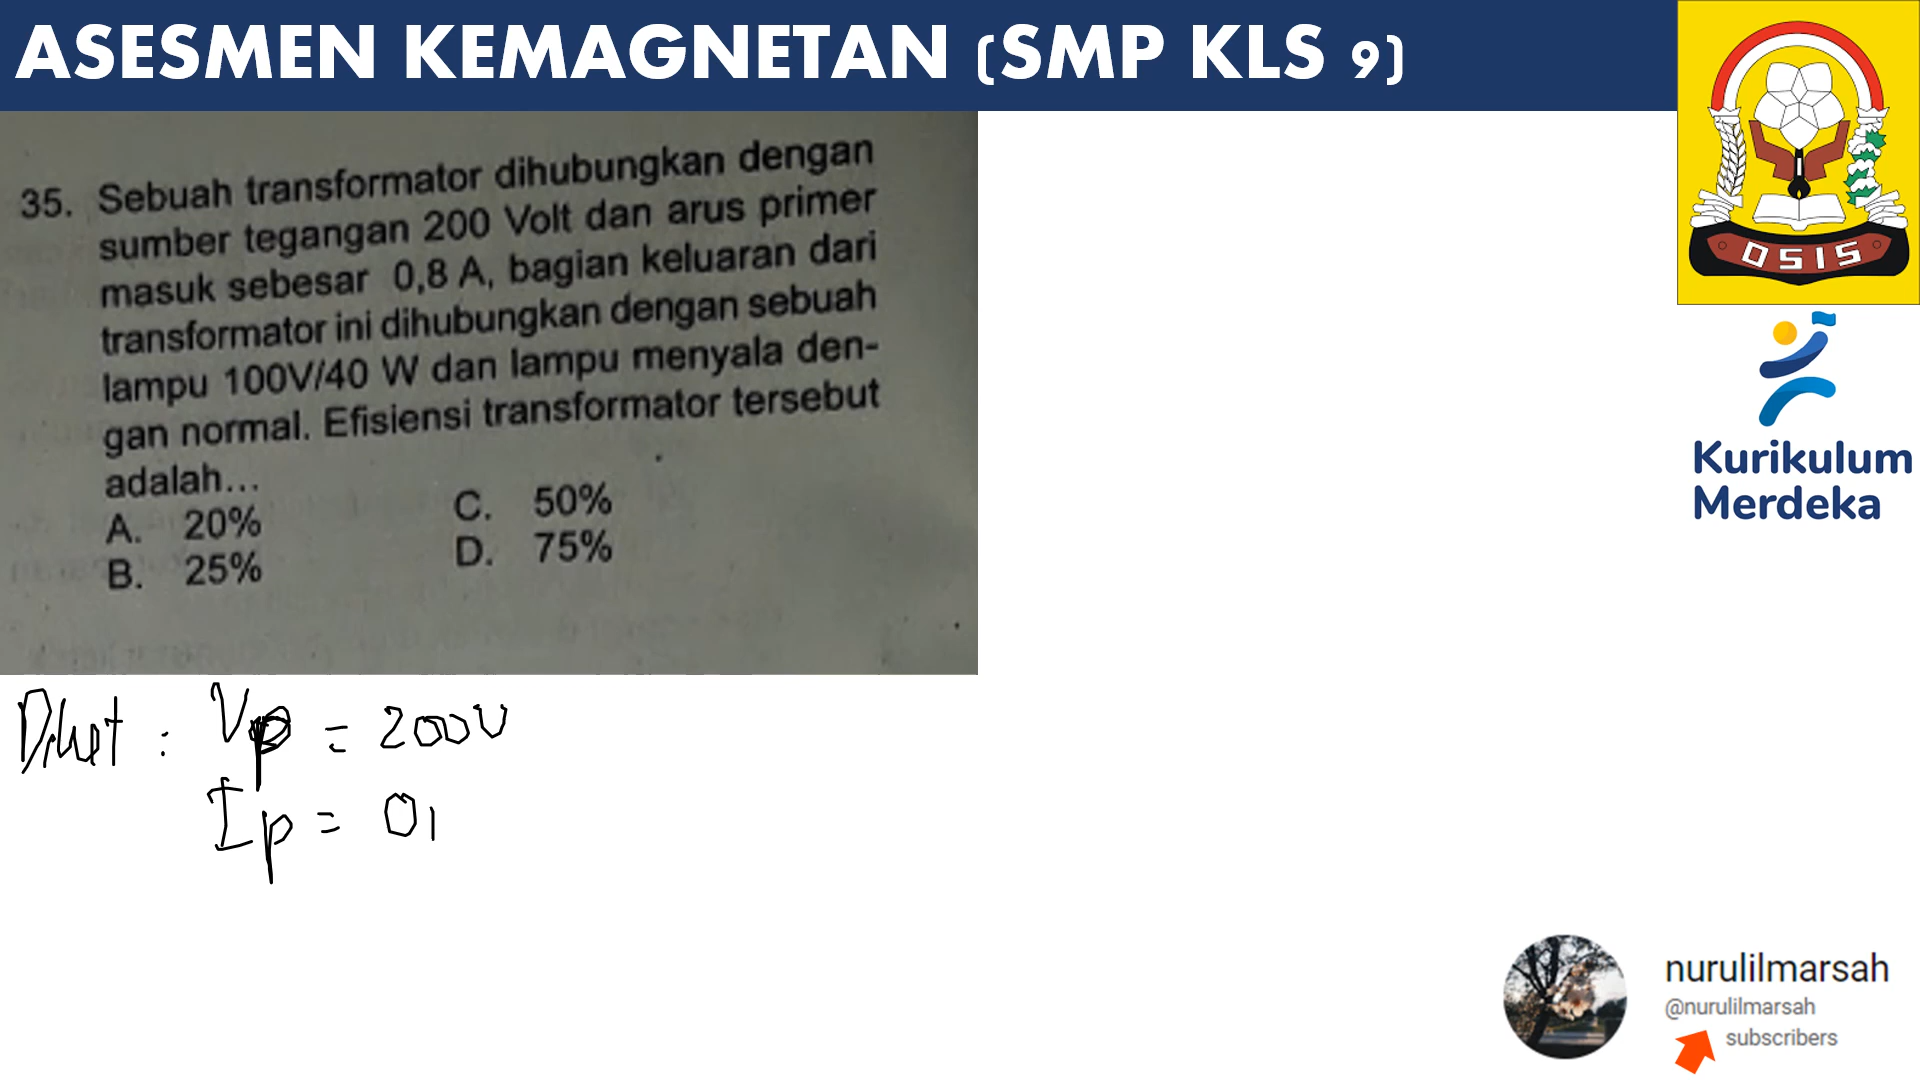 ASESMEN KEMAGNETAN (SMP KLS 9)
35. Sebuah transformator dihubungkan dengan
sumber tegangan 200 Volt dan arus primer
masuk sebesar 0,8 A, bagian keluaran dari
transformator ini dihubungkan dengan sebuah
lampu 100V/40 W dan lampu menyala den-
gan normal. Efisiensi transformator tersebut
adalah...
A. 20%
B. 25%
C. 50%
D. 75%
Diket : Vp = 200V
Ip = 0,
OSIS
Kurikulum
Merdeka
nurulilmarsah
@nurulilmarsah
subscribers